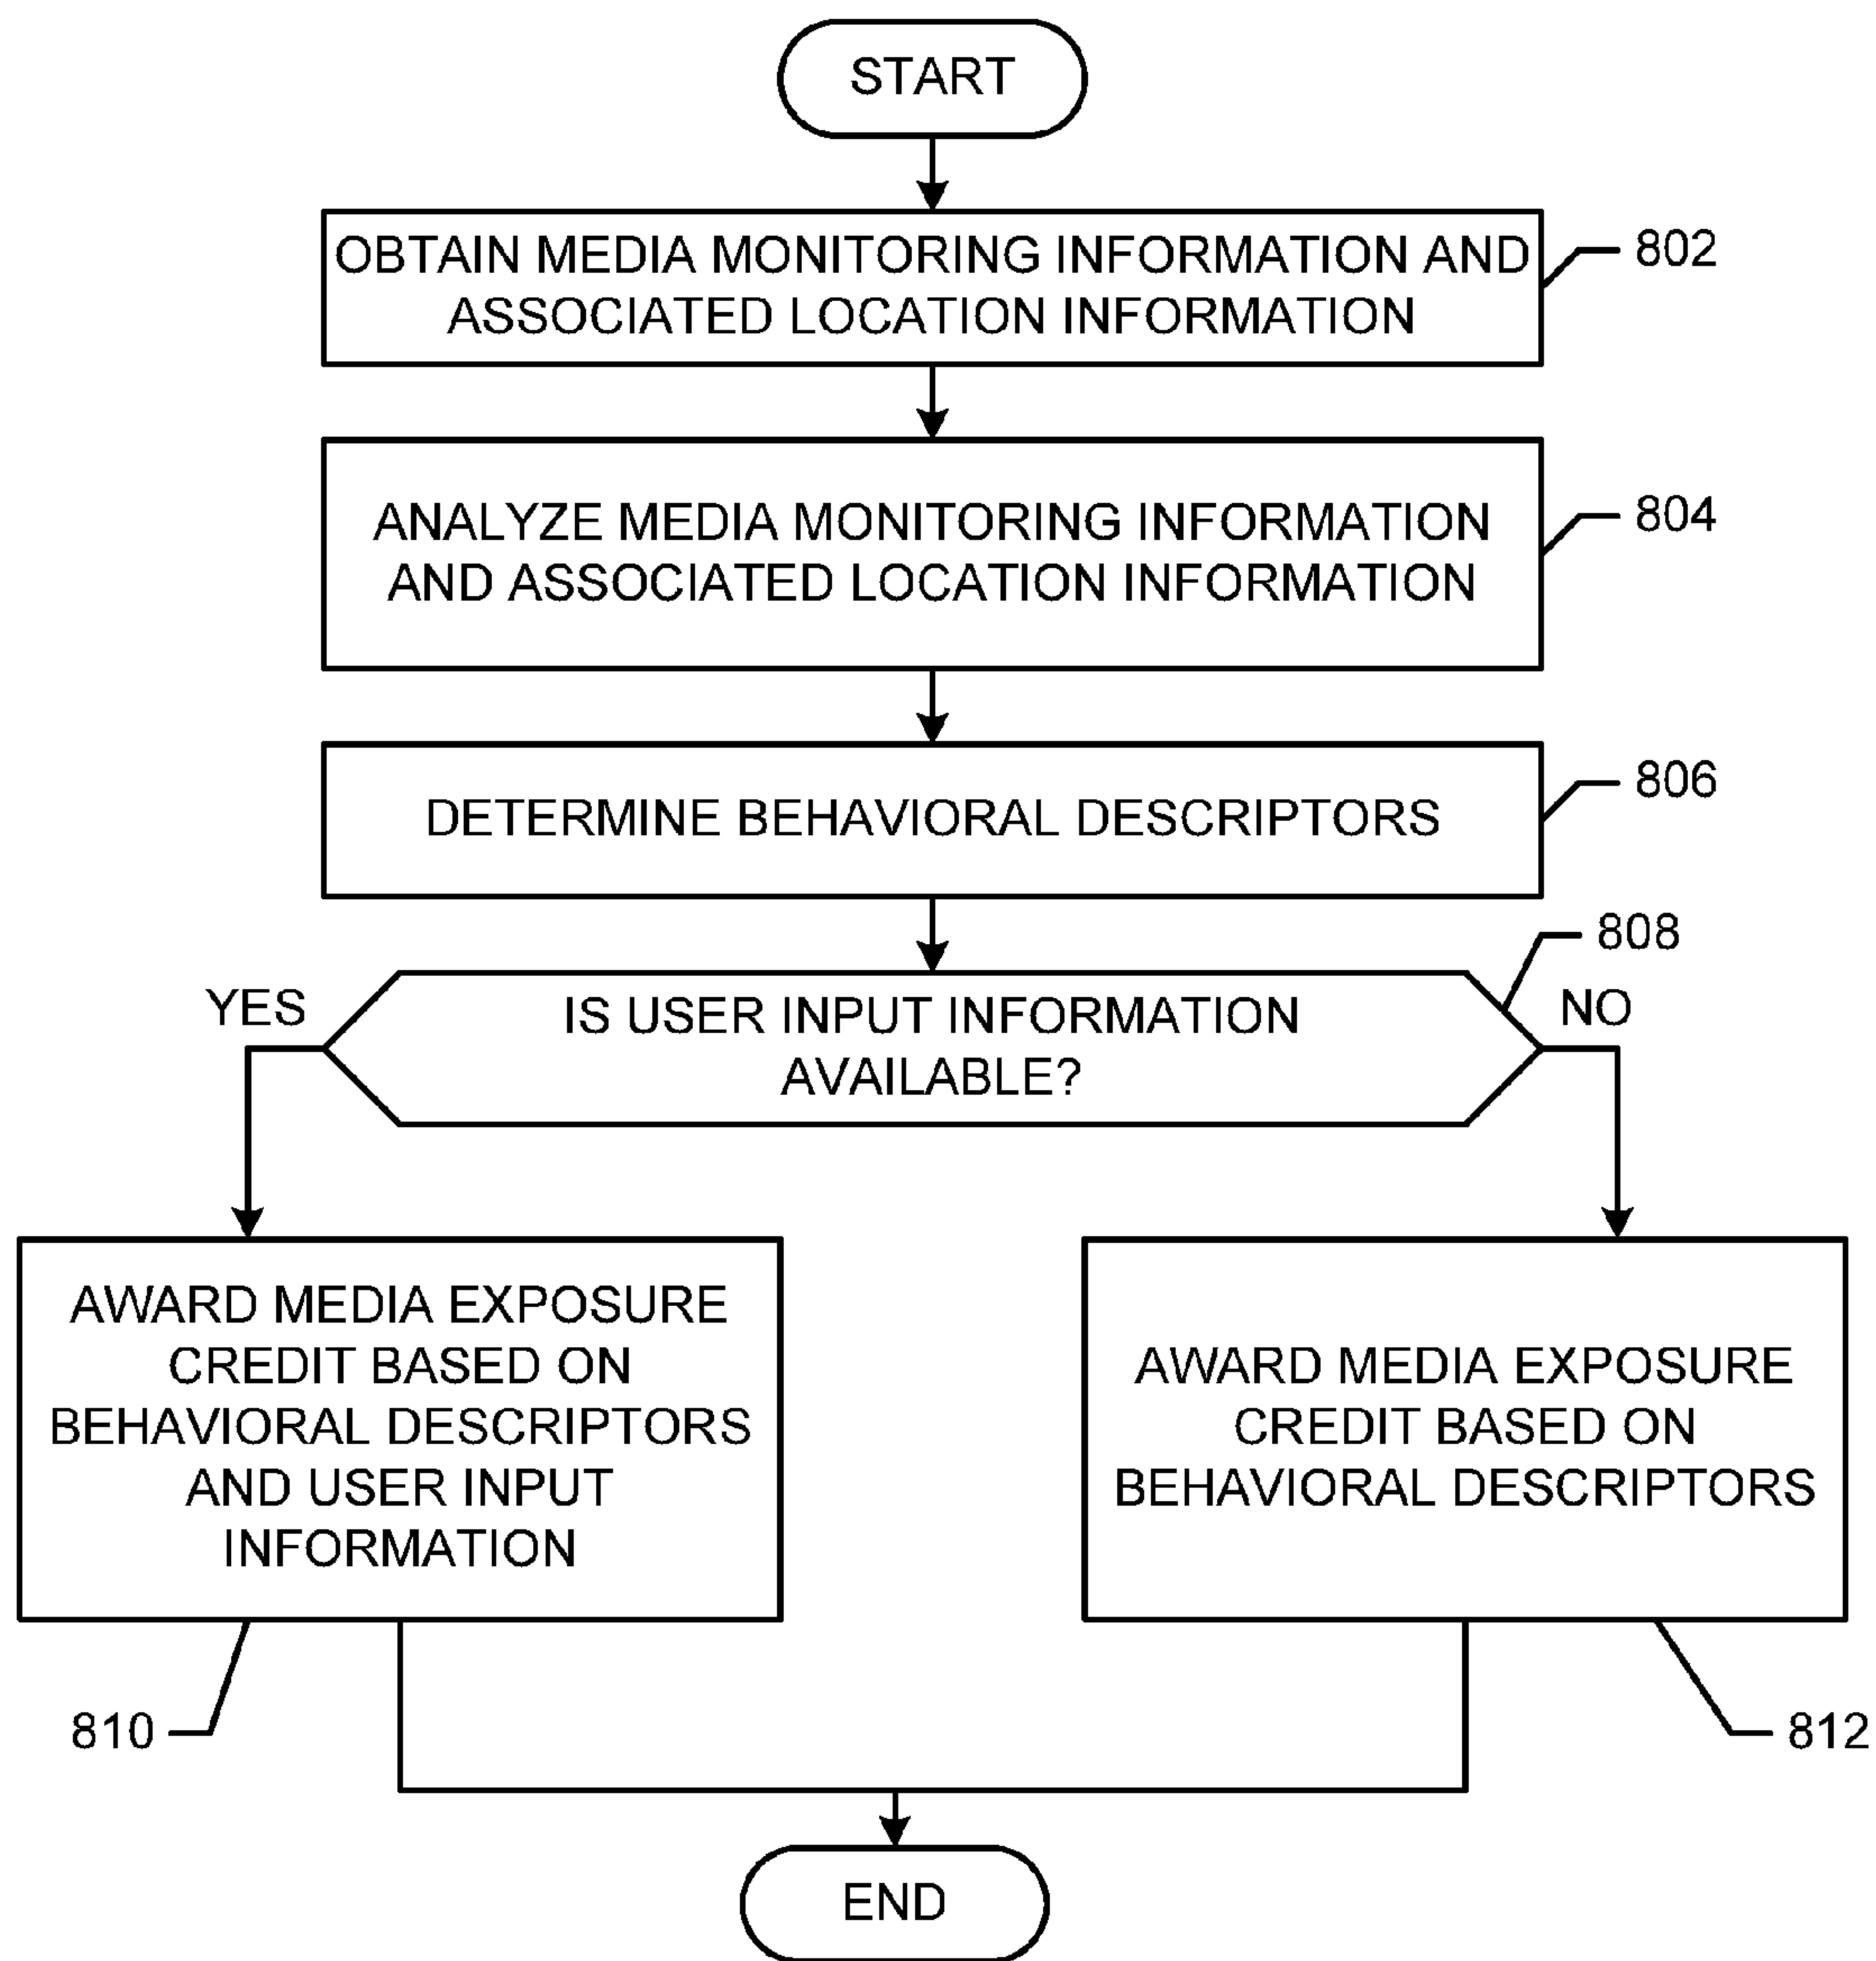 START
OBTAIN MEDIA MONITORING INFORMATION AND
ASSOCIATED LOCATION INFORMATION
802
ANALYZE MEDIA MONITORING INFORMATION
AND ASSOCIATED LOCATION INFORMATION
804
DETERMINE BEHAVIORAL DESCRIPTORS
806
808
YES
IS USER INPUT INFORMATION
AVAILABLE?
NO
AWARD MEDIA EXPOSURE
CREDIT BASED ON
BEHAVIORAL DESCRIPTORS
AND USER INPUT
INFORMATION
AWARD MEDIA EXPOSURE
CREDIT BASED ON
BEHAVIORAL DESCRIPTORS
810
812
END